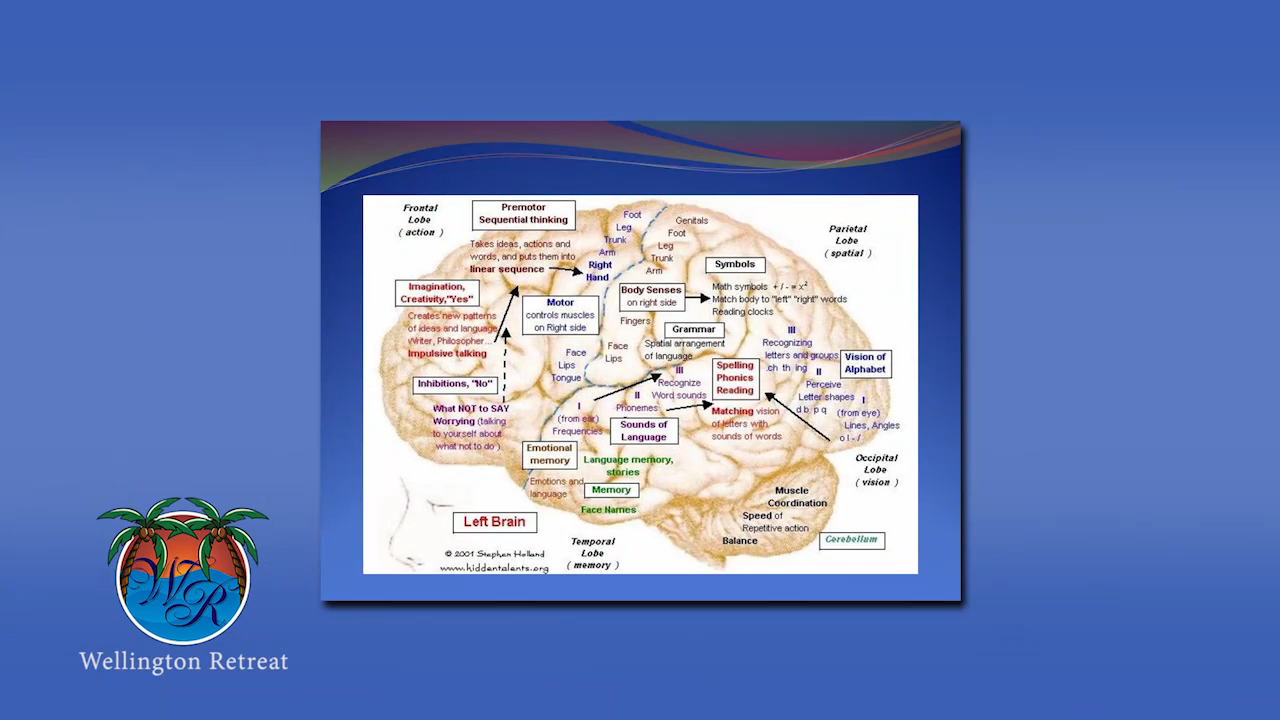 Frontal
Lobe
( action )
Premotor
Sequential thinking
Takes ideas, actions and
words, and puts them into
linear sequence
Foot
Leg
Trunk
Arm
Right
Hand
Genitals
Foot
Leg
Trunk
Arm
Parietal
Lobe
( spatial )
Symbols
Math symbols + / - = x²
Match body to "left" "right" words
Reading clocks
Imagination,
Creativity,"Yes"
Creates new patterns
of ideas and language
Writer, Philosopher...
Impulsive talking
Motor
controls muscles
on Right side
Body Senses
on right side
Fingers
Face
Lips
Grammar
Spatial arrangement
of language
Face
Lips
Tongue
III
Recognizing
letters and groups
.ch th ing
Vision of
Alphabet
II
Perceive
Letter shapes
d b p q
I
(from eye)
Lines, Angles
o l - /
Inhibitions, "No"
What NOT to SAY
Worrying (talking
to yourself about
what not to do )
III
Recognize
Word sounds
Spelling
Phonics
Reading
Matching vision
of letters with
sounds of words
I
(from ear)
Frequencies
II
Phonemes
Sounds of
Language
Emotional
memory
Emotions and
language
Language memory,
stories
Memory
Face Names
Occipital
Lobe
( vision )
Muscle
Coordination
Speed of
Repetitive action
Balance
Cerebellum
Left Brain
Temporal
Lobe
( memory )
© 2001 Stephen Holland
www.hiddentalents.org
WR
Wellington Retreat